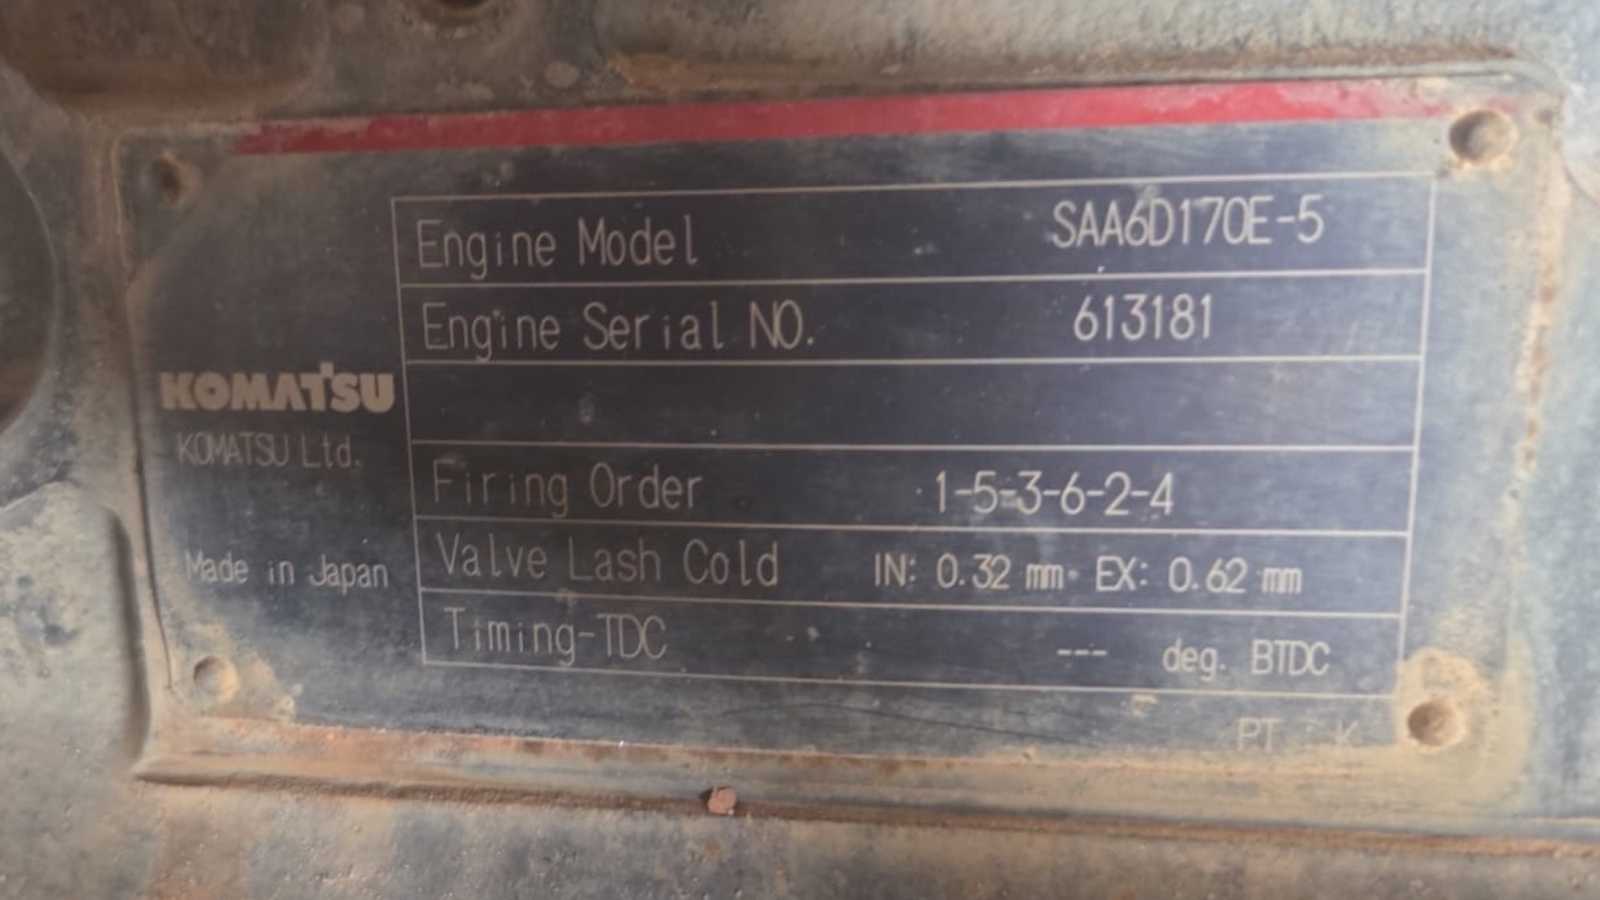 Engine Model SAA6D170E-5
Engine Serial NO. 613181
KOMATSU
KOMATSU Ltd.
Made in Japan
Firing Order 1-5-3-6-2-4
Valve Lash Cold IN: 0.32 mm EX: 0.62 mm
Timing-TDC --- deg. BTDC
PT K